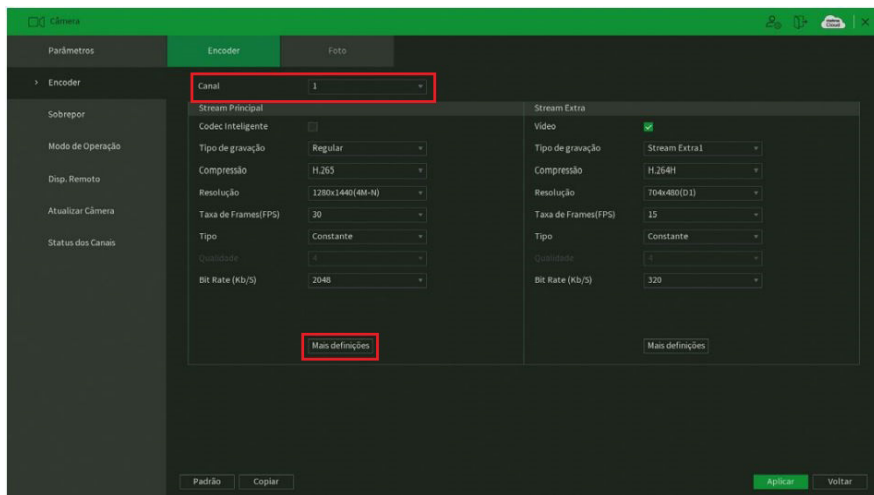 Câmera
Parâmetros
Encoder
Foto
> Encoder
Canal
1
Sobrepor
Stream Principal
Stream Extra
Codec Inteligente
Vídeo
Modo de Operação
Tipo de gravação
Regular
Tipo de gravação
Stream Extra1
Disp. Remoto
Compressão
H.265
Compressão
H.264H
Resolução
1280x1440(4M-N)
Resolução
704x480(D1)
Atualizar Câmera
Taxa de Frames(FPS)
30
Taxa de Frames(FPS)
15
Status dos Canais
Tipo
Constante
Tipo
Constante
Qualidade
4
Qualidade
4
Bit Rate (Kb/S)
2048
Bit Rate (Kb/S)
320
Mais definições
Mais definições
Padrão
Copiar
Aplicar
Voltar